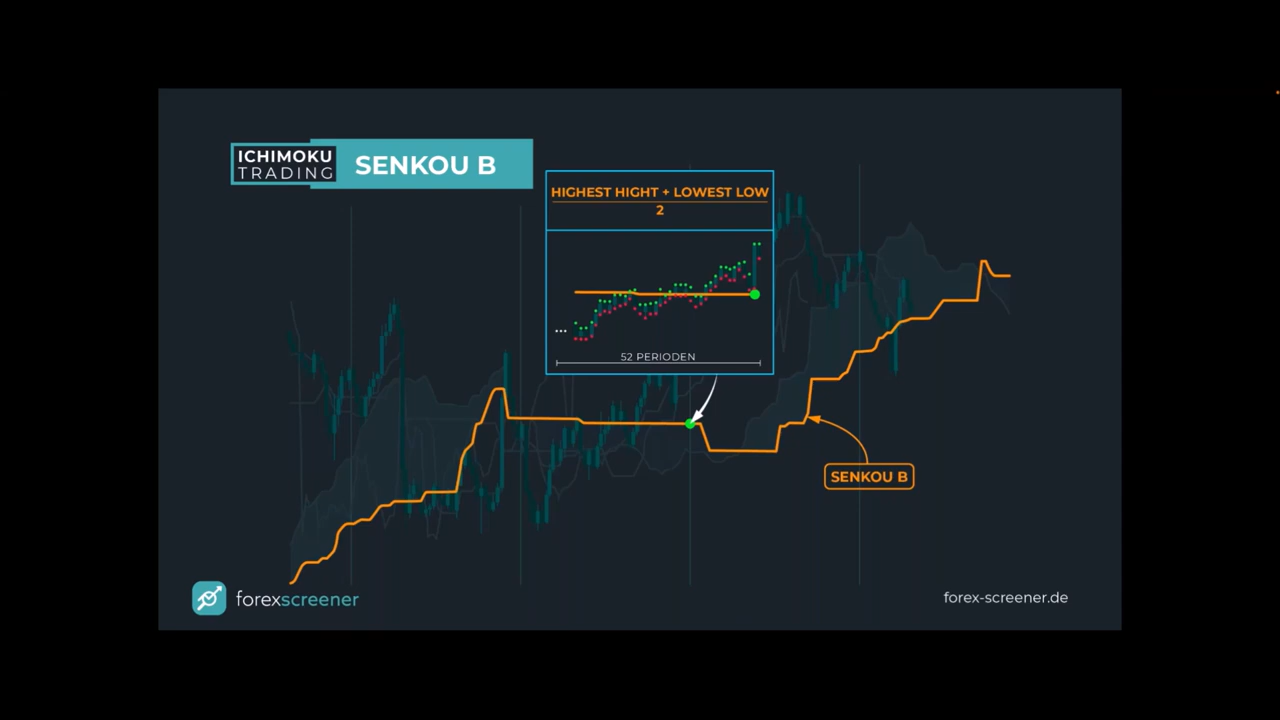 ICHIMOKU
TRADING
SENKOU B
HIGHEST HIGHT + LOWEST LOW
2
...
52 PERIODEN
SENKOU B
forexscreener
forex-screener.de